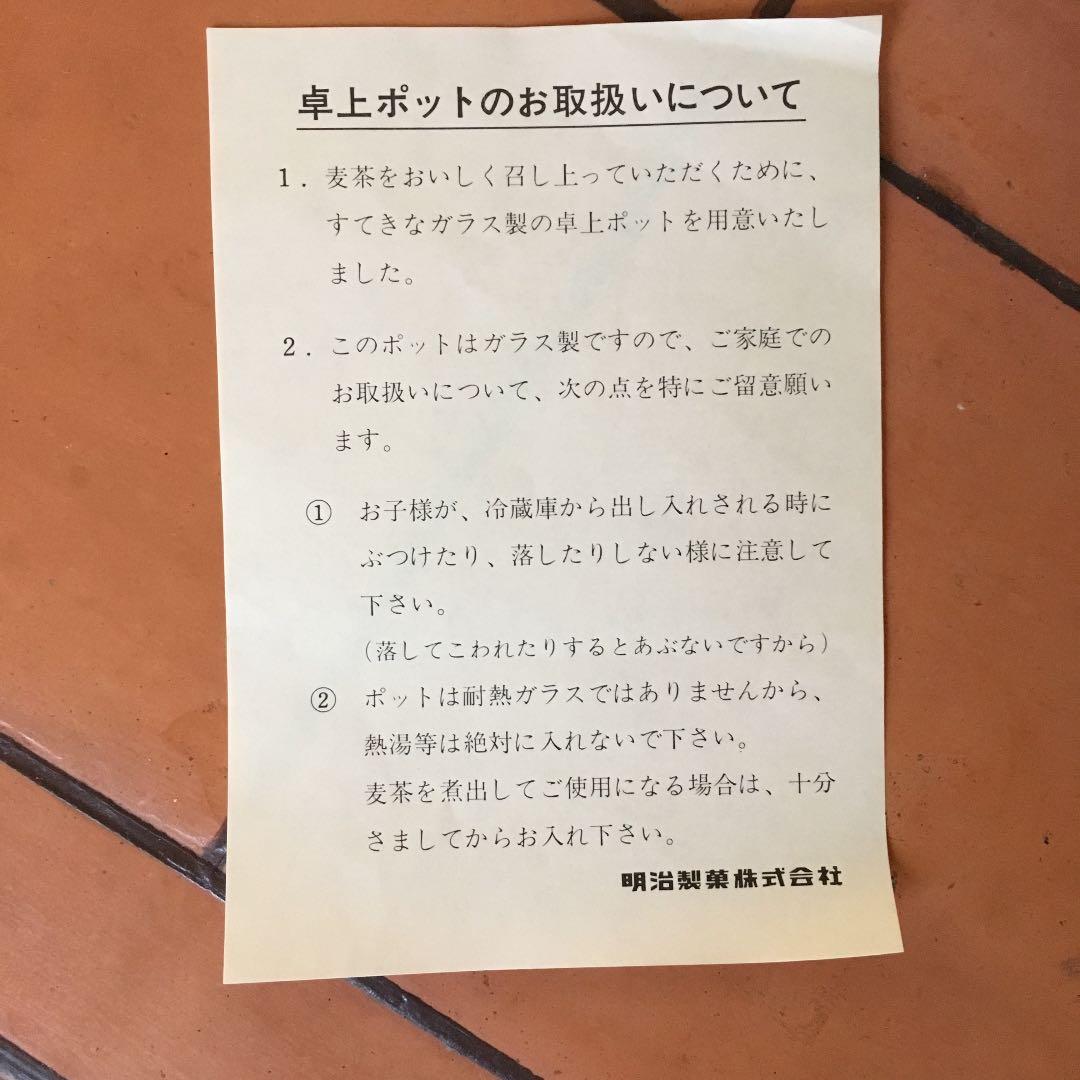 卓上ポットのお取扱いについて
1. 麦茶をおいしく召し上っていただくために、
すてきなガラス製の卓上ポットを用意いたし
ました。
2. このポットはガラス製ですので、ご家庭での
お取扱いについて、次の点を特にご留意願い
ます。
① お子様が、冷蔵庫から出し入れされる時に
ぶつけたり、落したりしない様に注意して
下さい。
(落してこわれたりするとあぶないですから)
② ポットは耐熱ガラスではありませんから、
熱湯等は絶対に入れないで下さい。
麦茶を煮出してご使用になる場合は、十分
さましてからお入れ下さい。
明治製菓株式会社